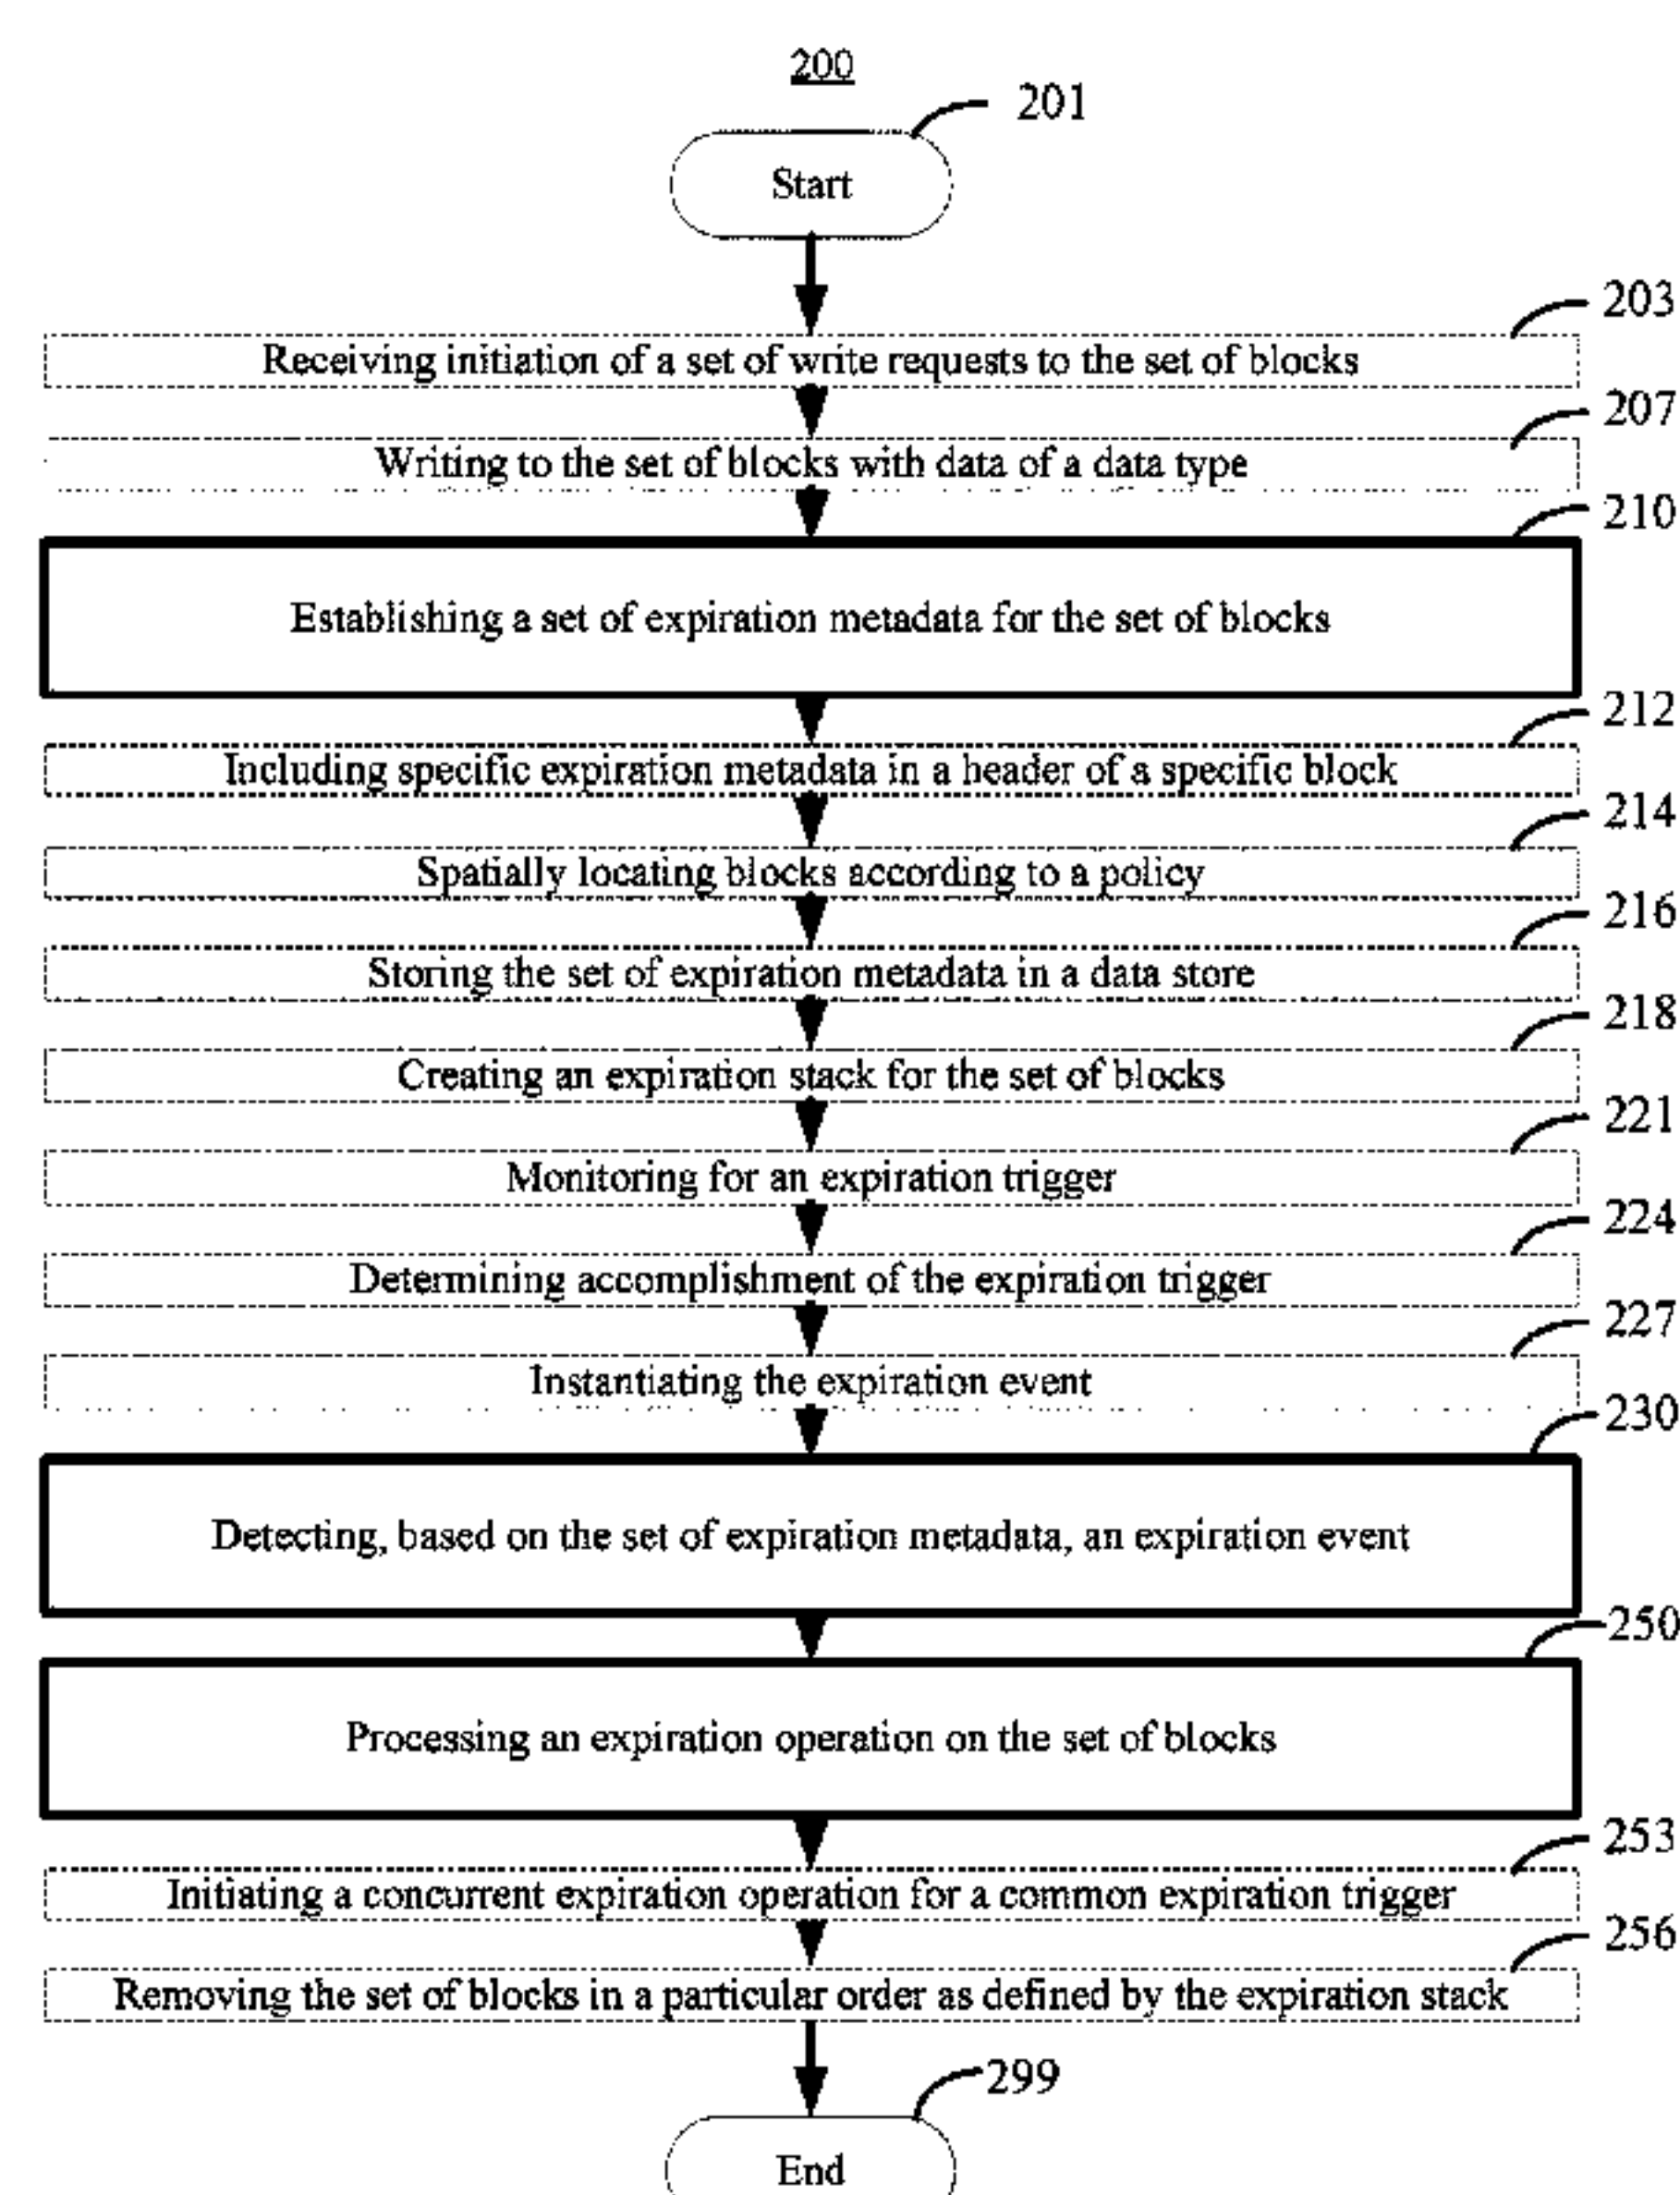 200
201
Start
203
Receiving initiation of a set of write requests to the set of blocks
207
Writing to the set of blocks with data of a data type
210
Establishing a set of expiration metadata for the set of blocks
212
Including specific expiration metadata in a header of a specific block
214
Spatially locating blocks according to a policy
216
Storing the set of expiration metadata in a data store
218
Creating an expiration stack for the set of blocks
221
Monitoring for an expiration trigger
224
Determining accomplishment of the expiration trigger
227
Instantiating the expiration event
230
Detecting, based on the set of expiration metadata, an expiration event
250
Processing an expiration operation on the set of blocks
253
Initiating a concurrent expiration operation for a common expiration trigger
256
Removing the set of blocks in a particular order as defined by the expiration stack
299
End